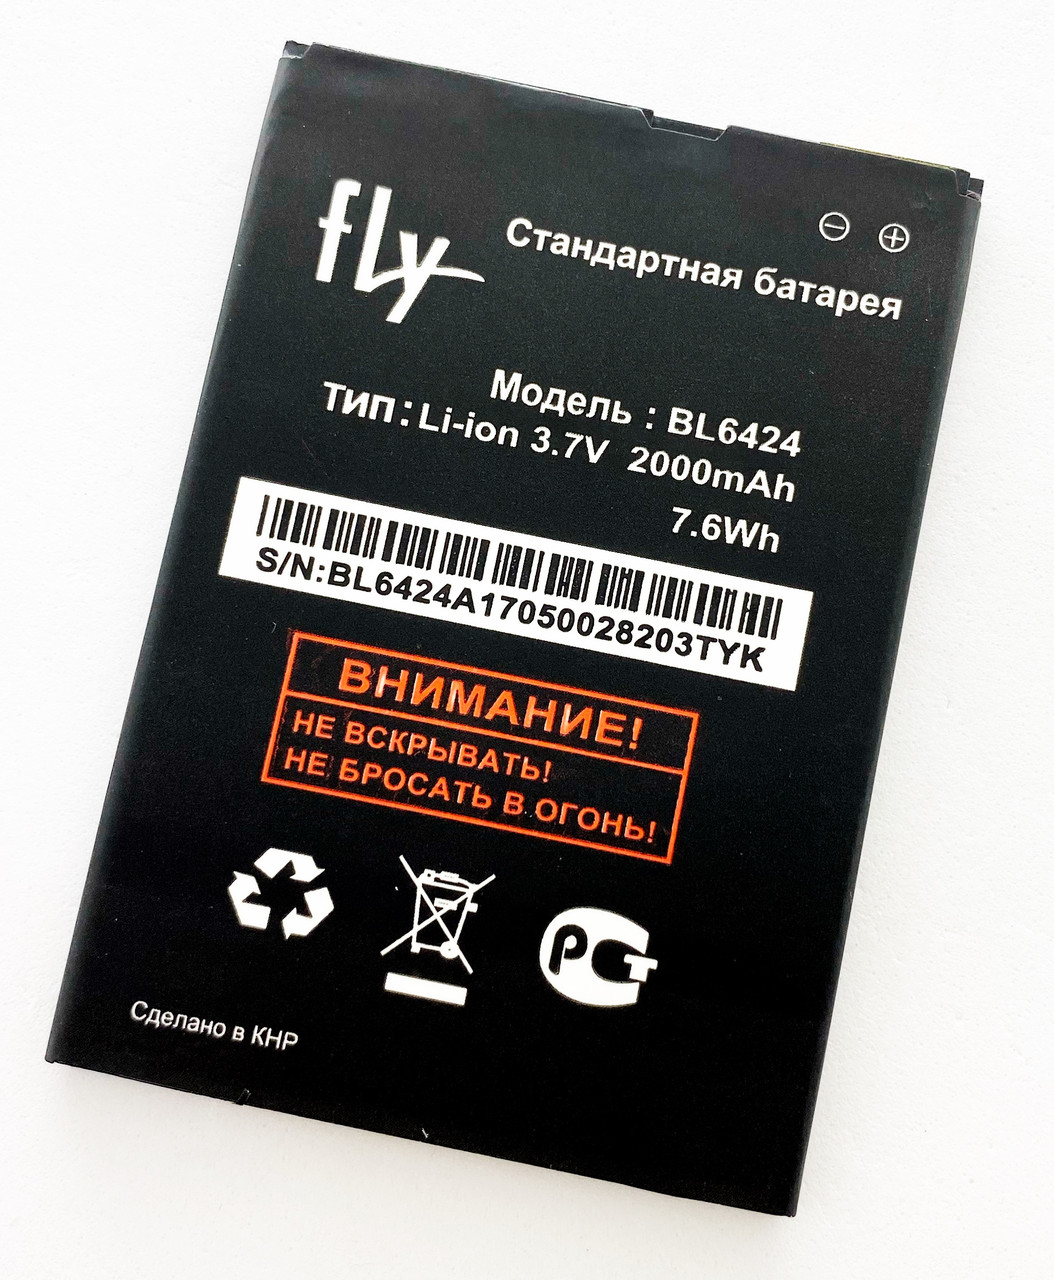 fly
Стандартная батарея
Модель : BL6424
Тип: Li-ion 3.7V 2000mAh
7.6Wh
S/N:BL6424A17050028203TYK
ВНИМАНИЕ!
НЕ ВСКРЫВАТЬ!
НЕ БРОСАТЬ В ОГОНЬ!
РСТ
Сделано в КНР